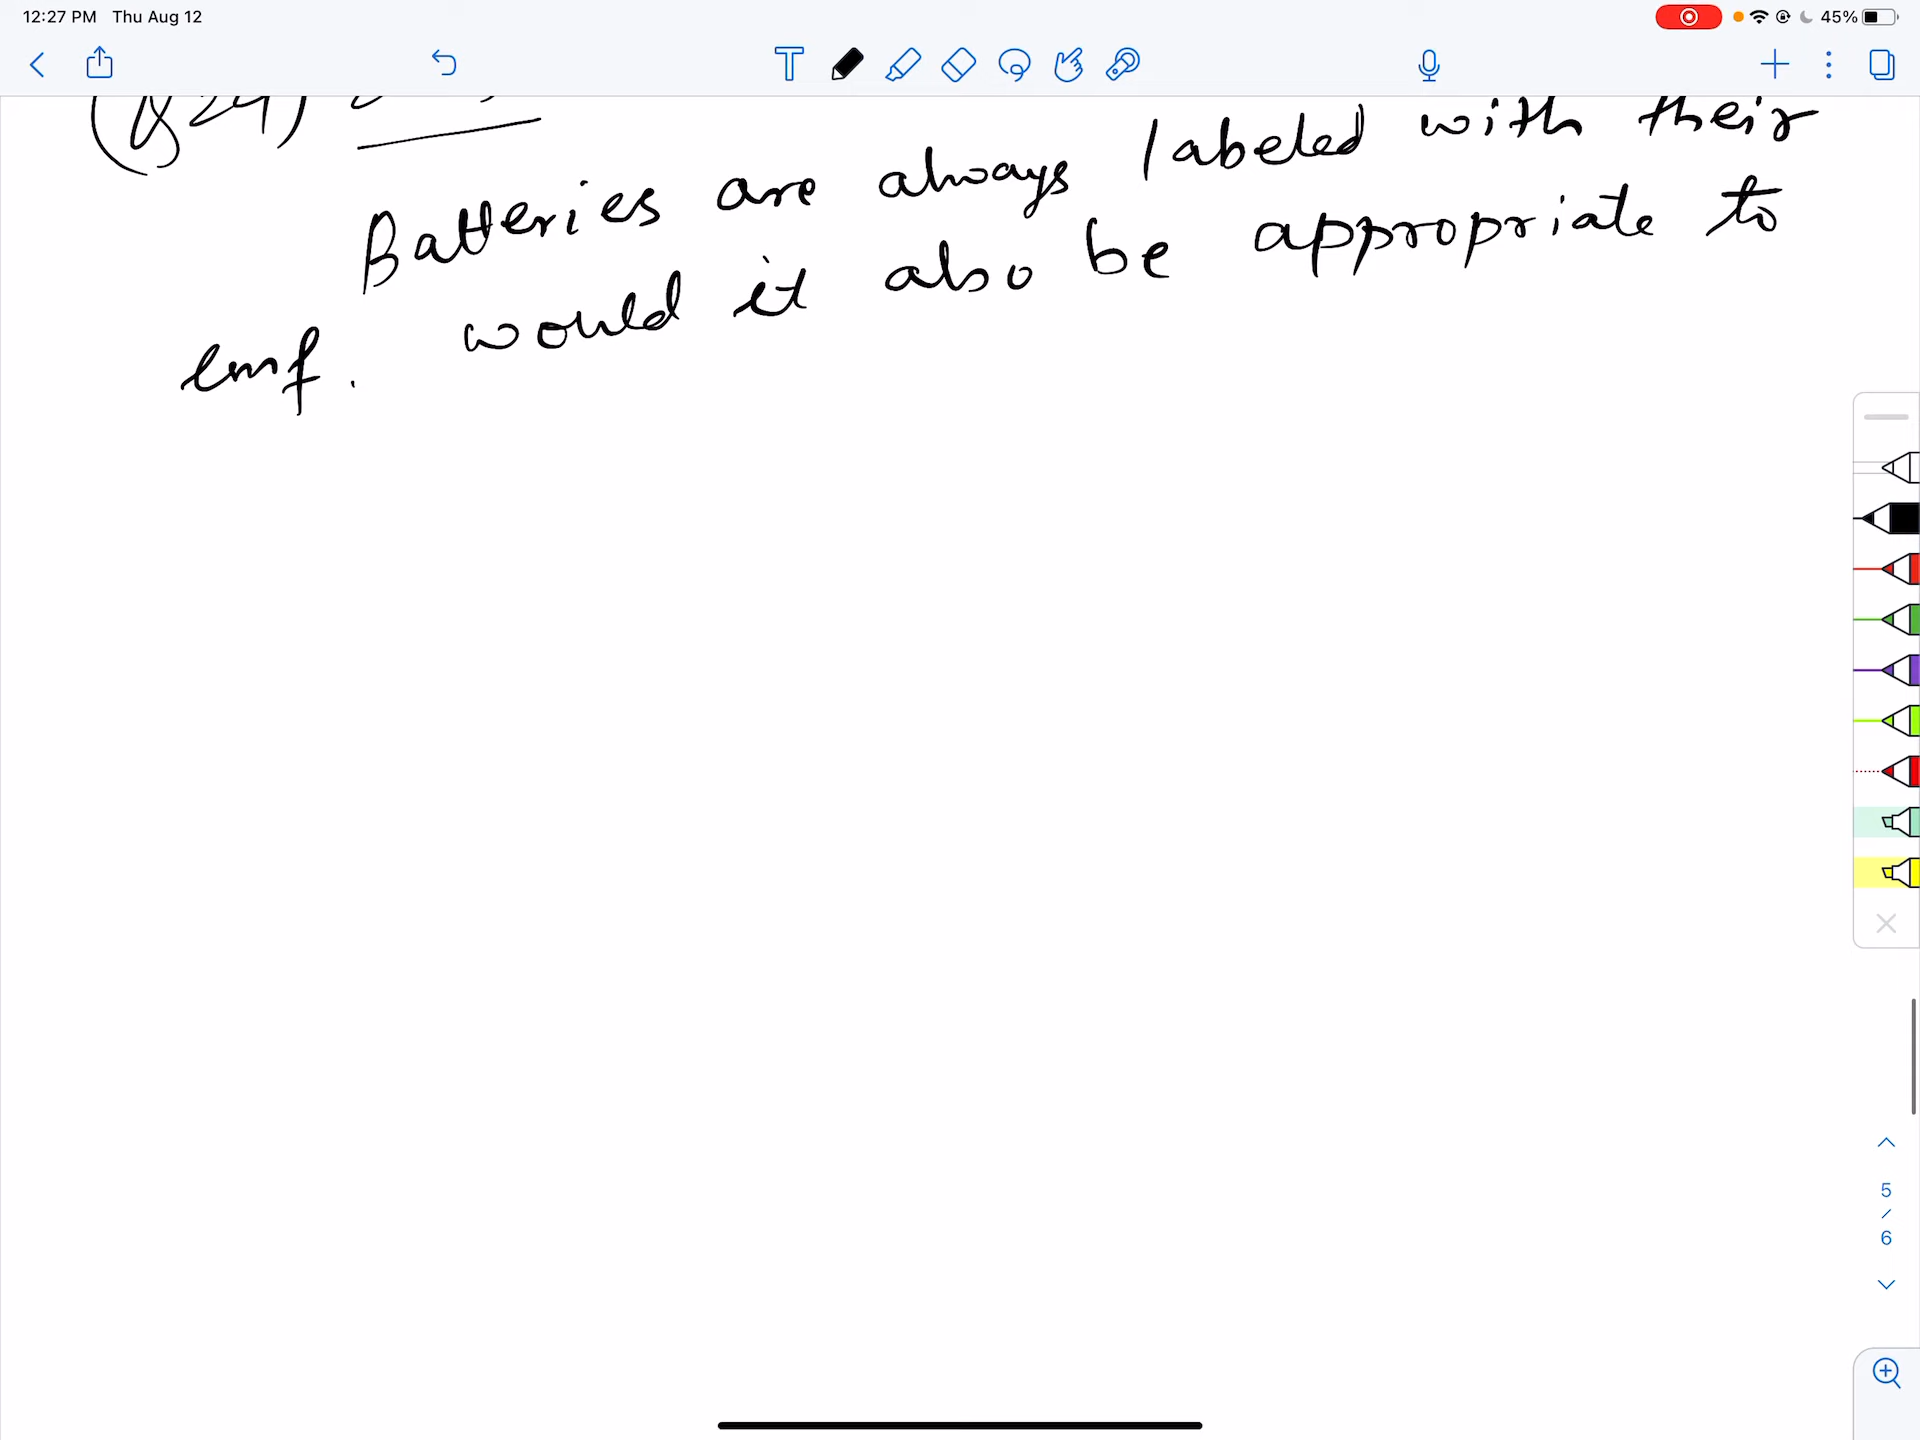 12:27 PM Thu Aug 12
45%
(Q24)
Batteries are always labeled with their
emf. would it also be appropriate to
5
/
6